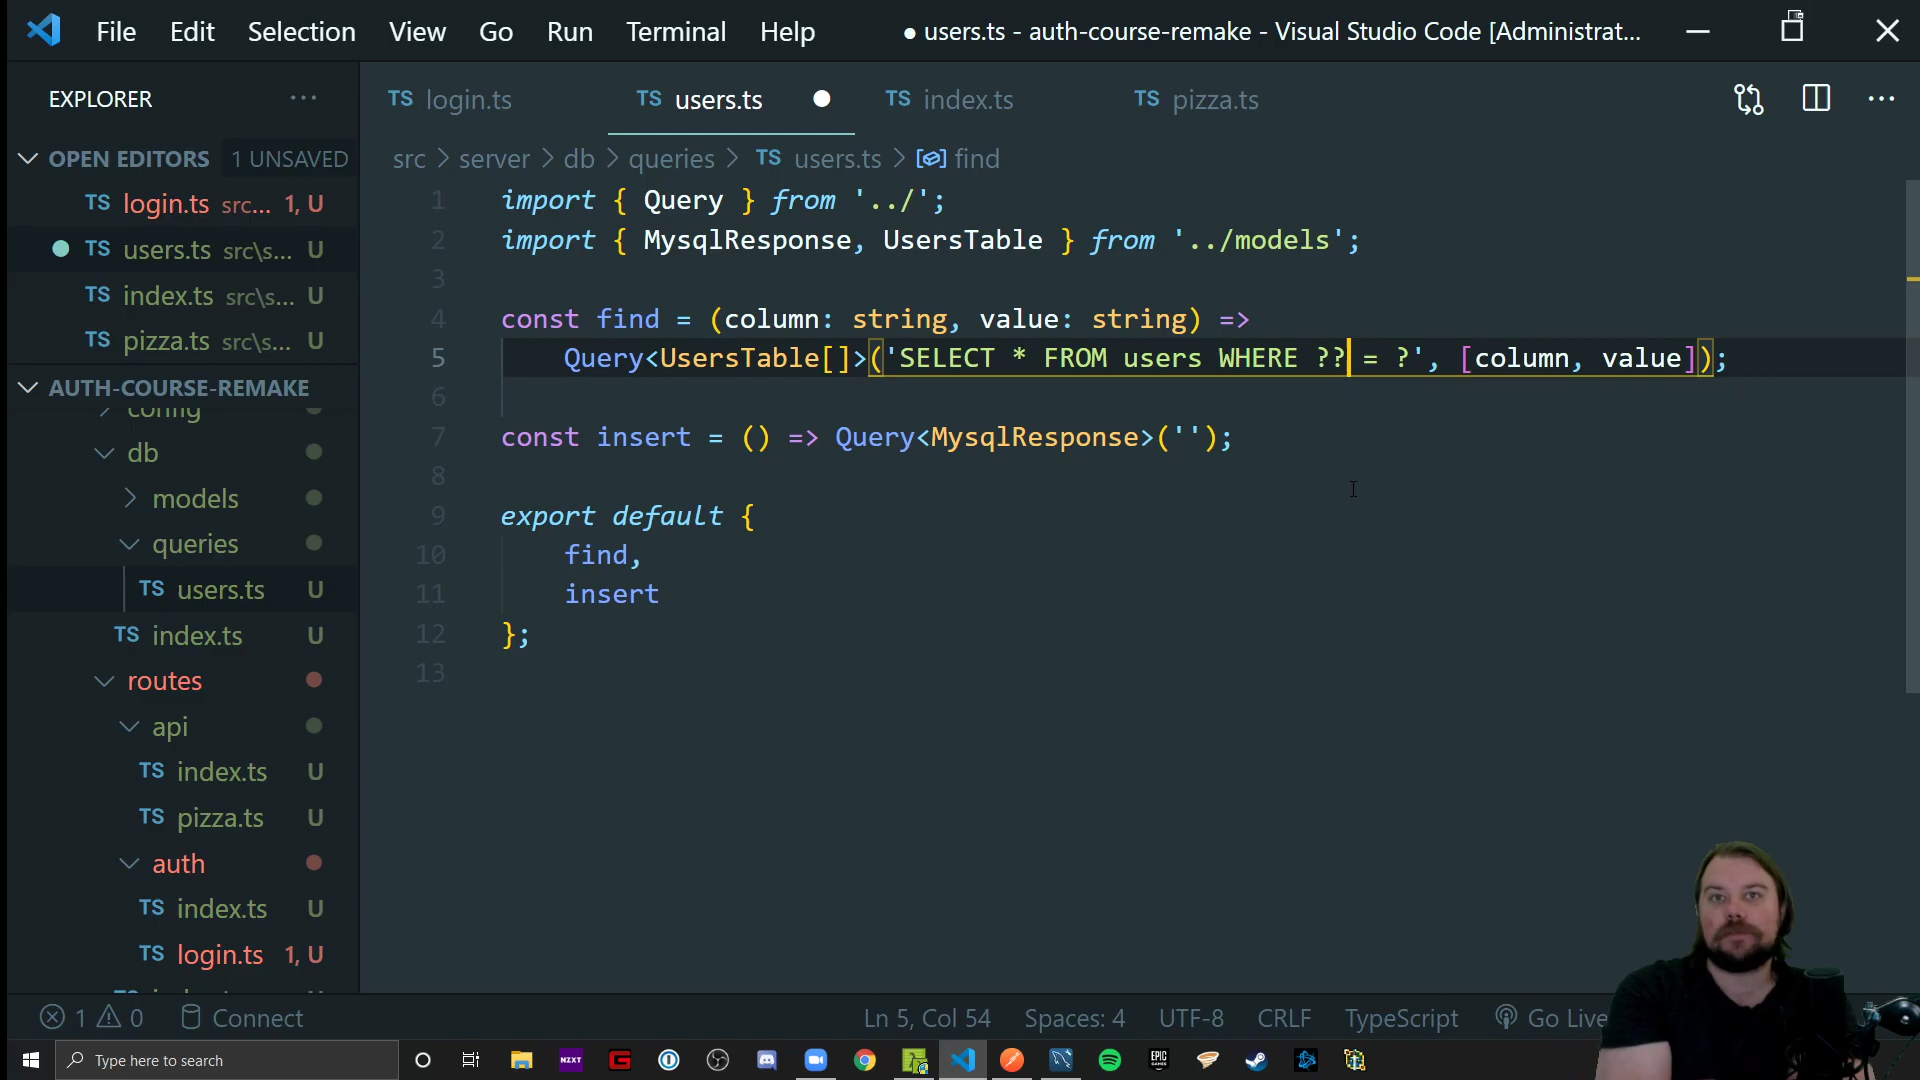 File Edit Selection View Go Run Terminal Help
● users.ts - auth-course-remake - Visual Studio Code [Administrat...
EXPLORER
OPEN EDITORS 1 UNSAVED
TS login.ts src... 1, U
TS users.ts src\s... U
TS index.ts src\s... U
TS pizza.ts src\s... U
AUTH-COURSE-REMAKE
config
db
models
queries
TS users.ts U
TS index.ts U
routes
api
TS index.ts U
TS pizza.ts U
auth
TS index.ts U
TS login.ts 1, U
TS login.ts TS users.ts TS index.ts TS pizza.ts
src > server > db > queries > TS users.ts > find
1 import { Query } from '../';
2 import { MysqlResponse, UsersTable } from '../models';
3
4 const find = (column: string, value: string) =>
5 Query<UsersTable[]>('SELECT * FROM users WHERE ?? = ?', [column, value]);
6
7 const insert = () => Query<MysqlResponse>('');
8
9 export default {
10 find,
11 insert
12 };
13
1 0 Connect Ln 5, Col 54 Spaces: 4 UTF-8 CRLF TypeScript Go Live
Type here to search
NZXT
EPIC